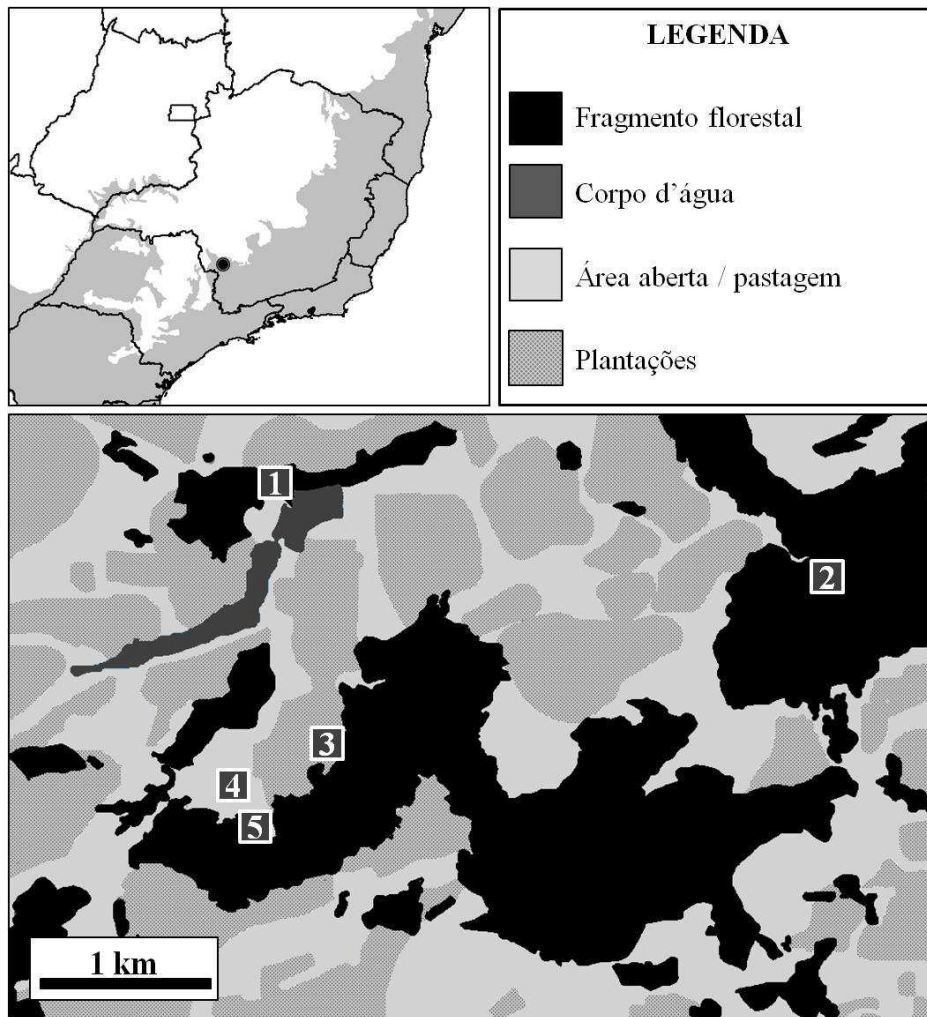 LEGENDA
Fragmento florestal
Corpo d'água
Área aberta / pastagem
Plantações
1
2
3
4
5
1 km